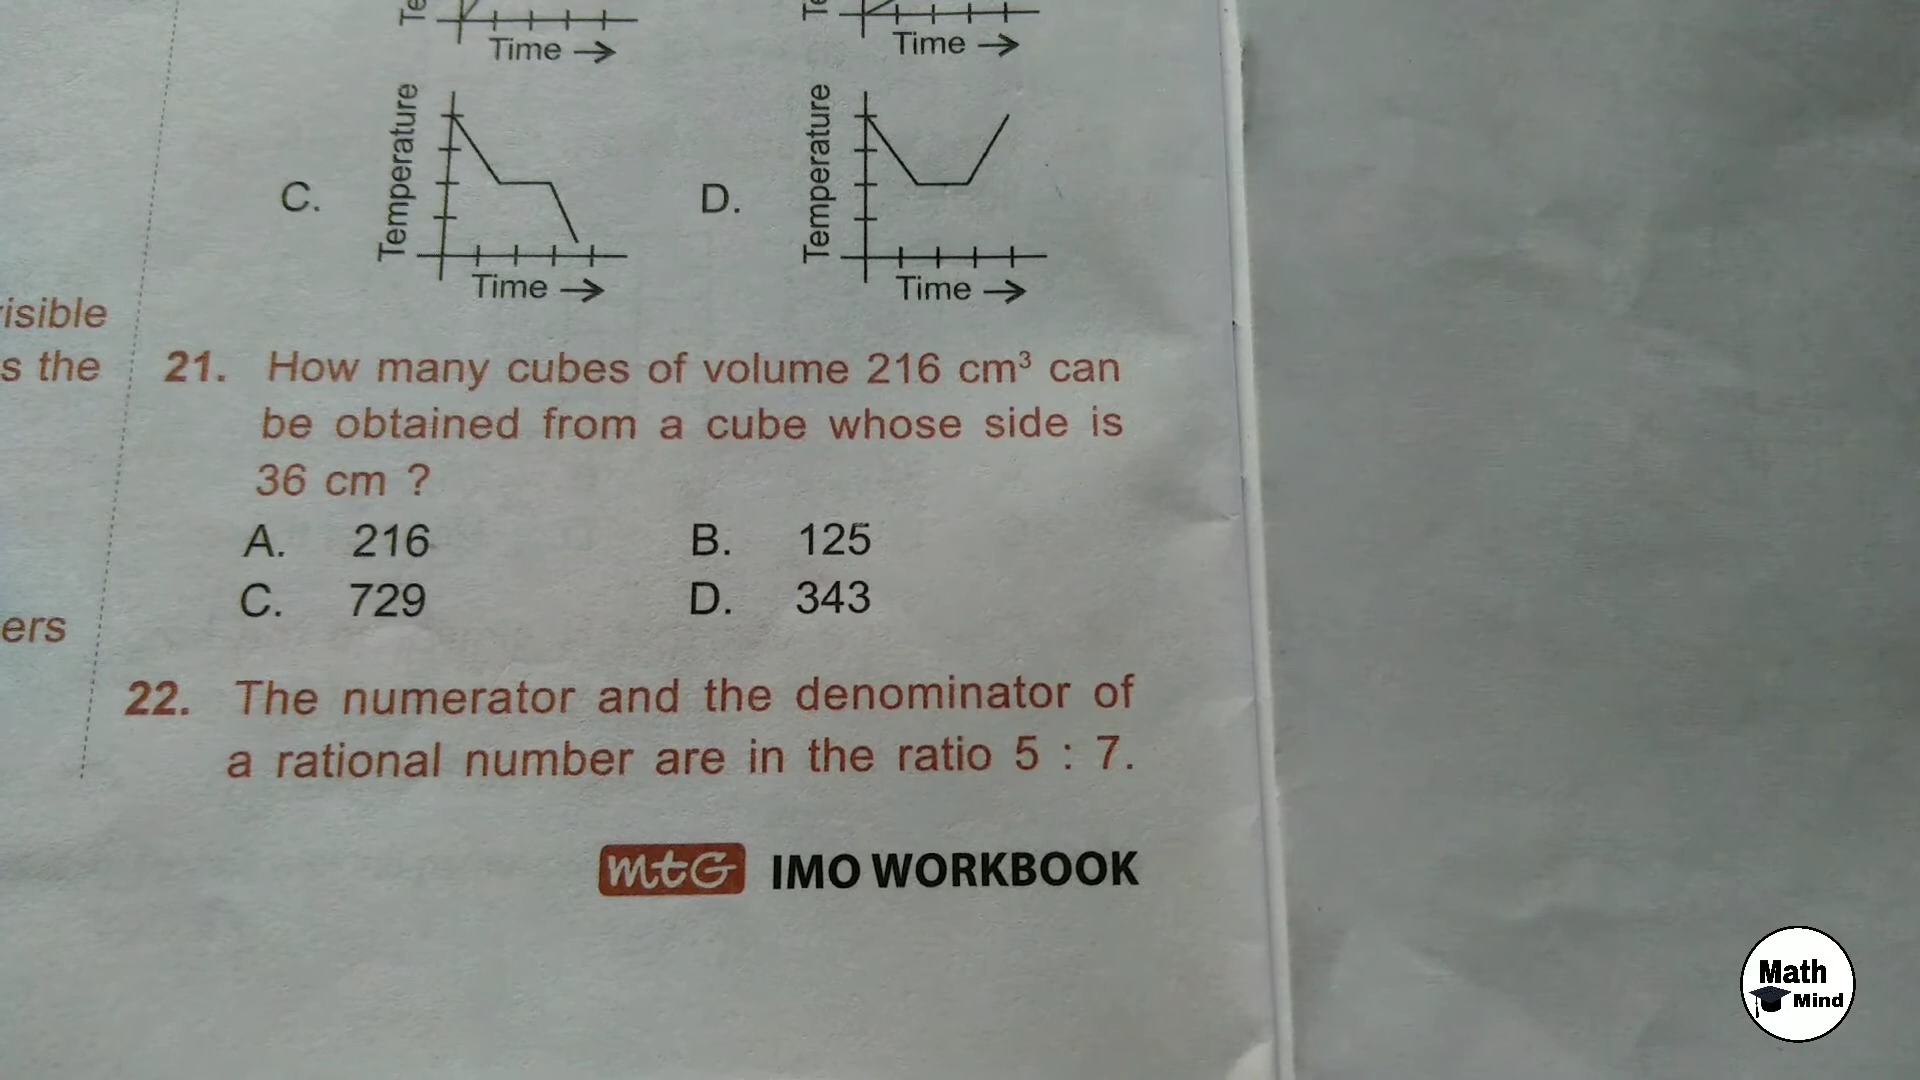 Te
Te
Time →
Time →
Temperature
Temperature
C.
D.
Time →
Time →
isible
s the
21. How many cubes of volume 216 cm³ can
be obtained from a cube whose side is
36 cm ?
A. 216 B. 125
C. 729 D. 343
ers
22. The numerator and the denominator of
a rational number are in the ratio 5 : 7.
mtG IMO WORKBOOK
Math
Mind